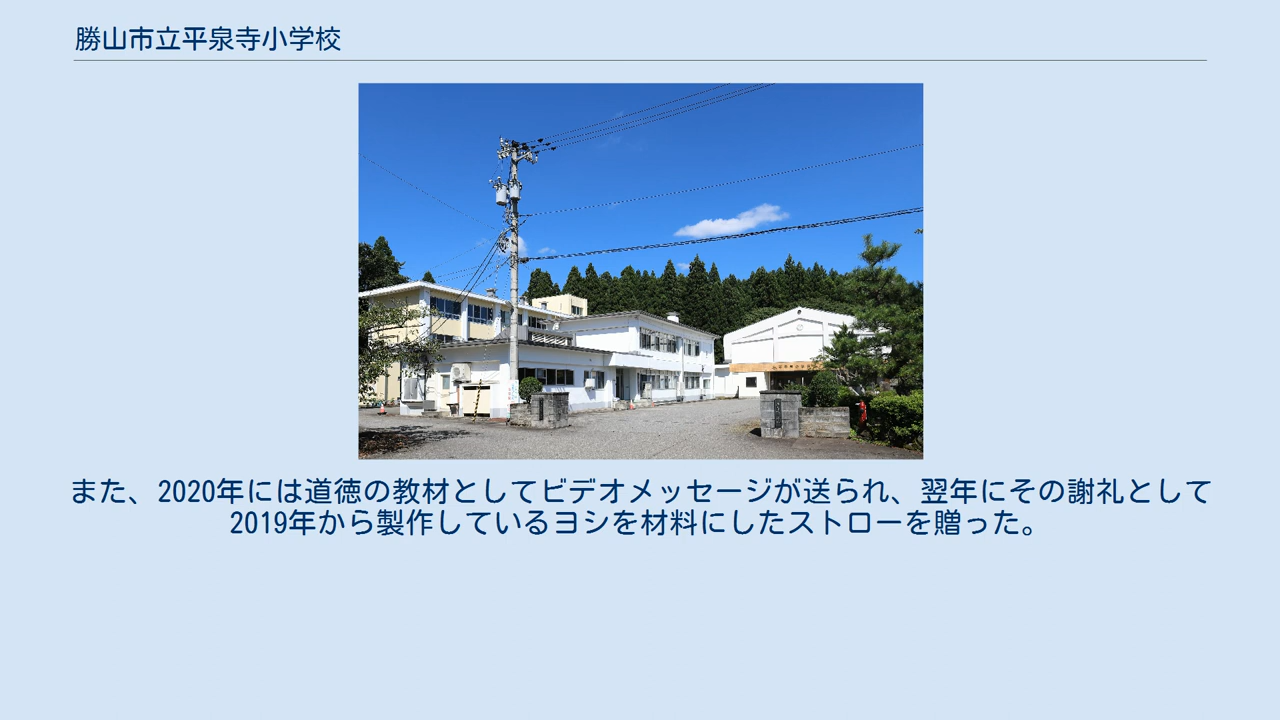 勝山市立平泉寺小学校
また、2020年には道徳の教材としてビデオメッセージが送られ、翌年にその謝礼として
2019年から製作しているヨシを材料にしたストローを贈った。